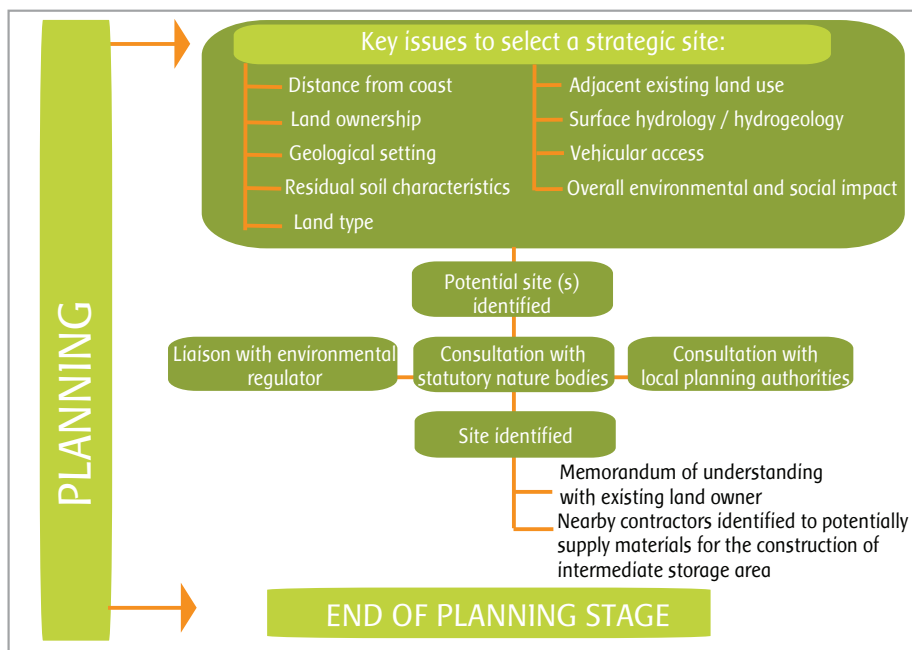 PLANNING
Key issues to select a strategic site:
Distance from coast
Land ownership
Geological setting
Residual soil characteristics
Land type
Adjacent existing land use
Surface hydrology / hydrogeology
Vehicular access
Overall environmental and social impact
Potential site (s)
identified
Liaison with environmental
regulator
Consultation with
statutory nature bodies
Consultation with
local planning authorities
Site identified
Memorandum of understanding
with existing land owner
Nearby contractors identified to potentially
supply materials for the construction of
intermediate storage area
END OF PLANNING STAGE